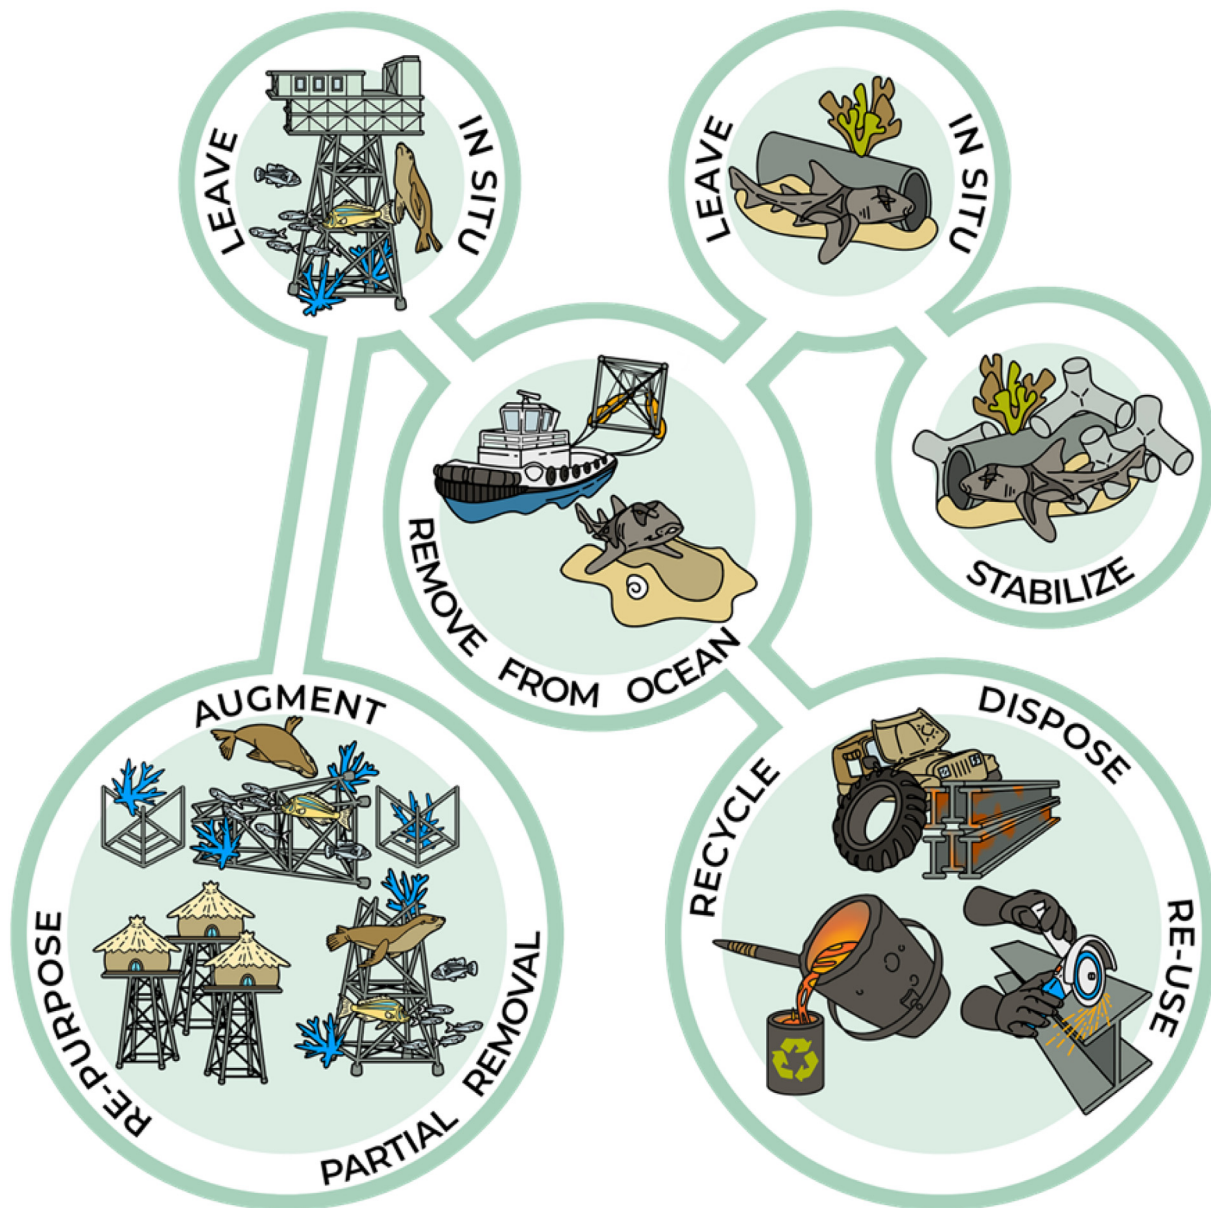 LEAVE IN SITU
LEAVE IN SITU
REMOVE FROM OCEAN
STABILIZE
AUGMENT
RE-PURPOSE
PARTIAL REMOVAL
DISPOSE
RECYCLE
RE-USE